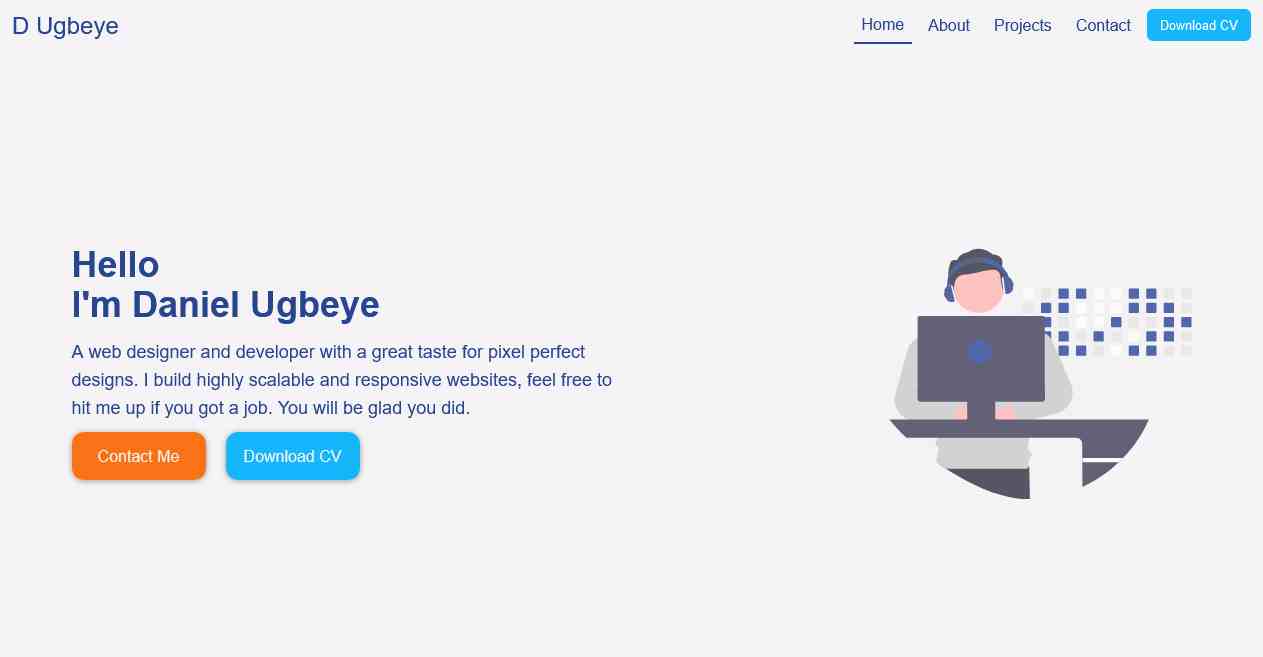 D Ugbeye
Home
About
Projects
Contact
Download CV
Hello
I'm Daniel Ugbeye
A web designer and developer with a great taste for pixel perfect
designs. I build highly scalable and responsive websites, feel free to
hit me up if you got a job. You will be glad you did.
Contact Me
Download CV